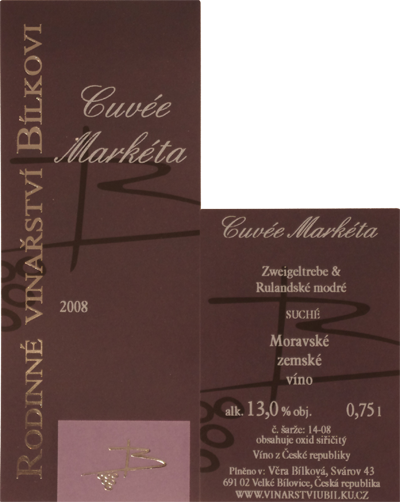 RODINNÉ VINAŘSTVÍ BÍLKOVI
Cuvée
Markéta
2008
Cuvée Markéta
Zweigeltrebe &
Rulandské modré
SUCHÉ
Moravské
zemské
víno
alk. 13,0 % obj. 0,75 l
č. šarže: 14-08
obsahuje oxid siřičitý
Víno z České republiky
Plněno v: Věra Bílková, Svárov 43
691 02 Velké Bílovice, Česká republika
WWW.VINARSTVIUBILKU.CZ